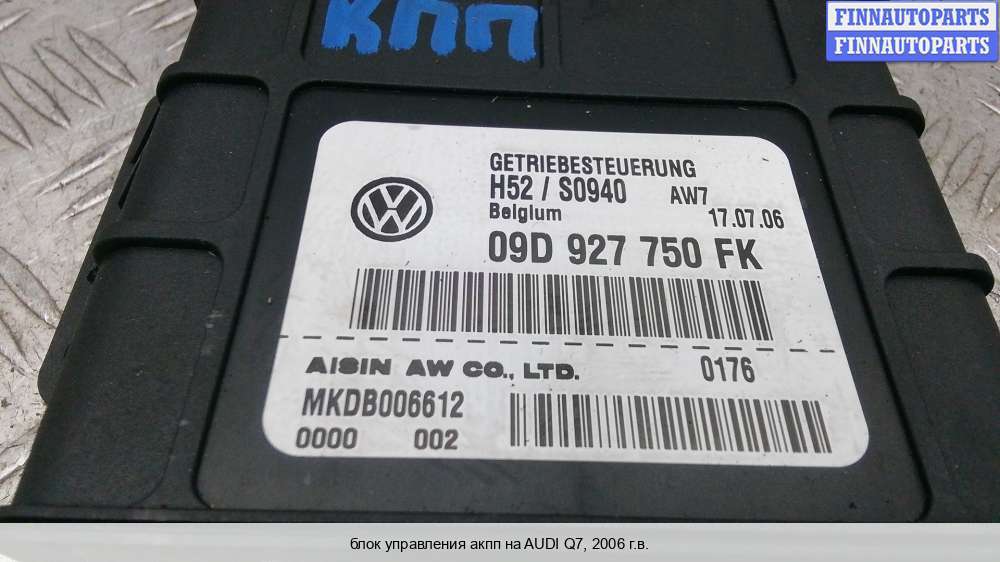 FINNAUTOPARTS
FINNAUTOPARTS
КПП
GETRIEBESTEUERUNG
H52 / S0940 AW7
Belgium 17.07.06
09D 927 750 FK
AISIN AW CO., LTD. 0176
MKDB006612
0000 002
блок управления акпп на AUDI Q7, 2006 г.в.